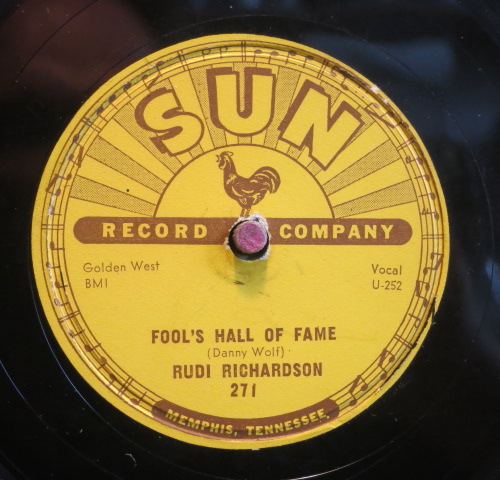 SUN
RECORD COMPANY
Golden West
BMI
Vocal
U-252
FOOL'S HALL OF FAME
(Danny Wolf)
RUDI RICHARDSON
271
MEMPHIS, TENNESSEE